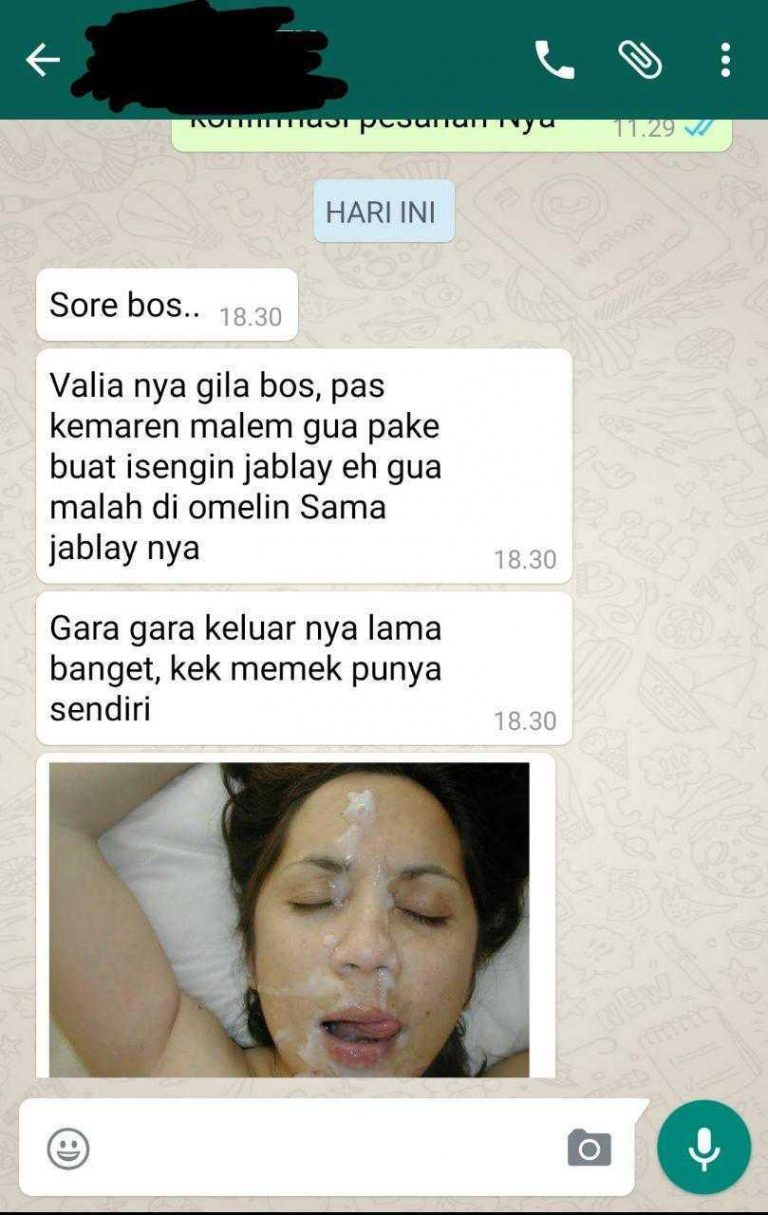 konfirmasi pesanan Nya
11.29
HARI INI
Sore bos..
18.30
Valia nya gila bos, pas
kemaren malem gua pake
buat isengin jablay eh gua
malah di omelin Sama
jablay nya
18.30
Gara gara keluar nya lama
banget, kek memek punya
sendiri
18.30